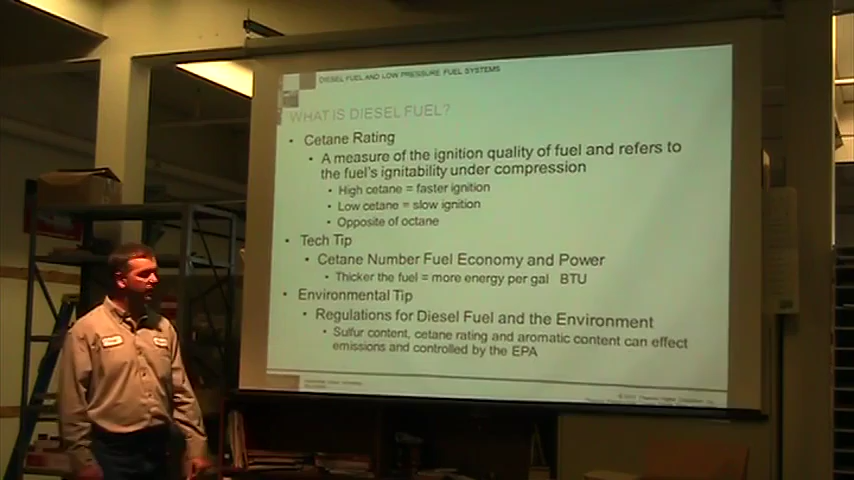 DIESEL FUEL AND LOW PRESSURE FUEL SYSTEMS
WHAT IS DIESEL FUEL?
• Cetane Rating
• A measure of the ignition quality of fuel and refers to
the fuel's ignitability under compression
• High cetane = faster ignition
• Low cetane = slow ignition
• Opposite of octane
• Tech Tip
• Cetane Number Fuel Economy and Power
• Thicker the fuel = more energy per gal BTU
• Environmental Tip
• Regulations for Diesel Fuel and the Environment
• Sulfur content, cetane rating and aromatic content can effect
emissions and controlled by the EPA